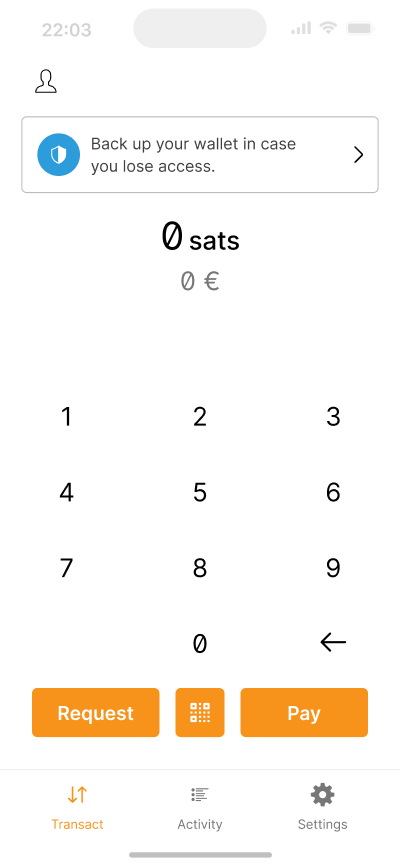 22:03
Back up your wallet in case
you lose access.
0 sats
0 €
1 2 3
4 5 6
7 8 9
0
Request Pay
Transact Activity Settings